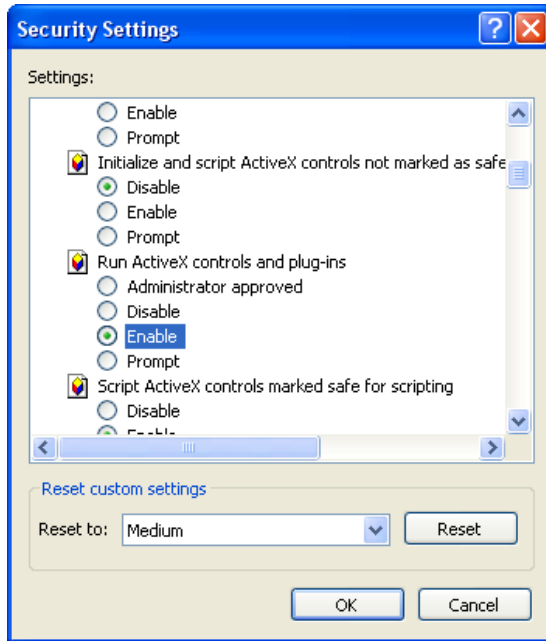 Security Settings
Settings:
Enable
Prompt
Initialize and script ActiveX controls not marked as safe
Disable
Enable
Prompt
Run ActiveX controls and plug-ins
Administrator approved
Disable
Enable
Prompt
Script ActiveX controls marked safe for scripting
Disable
Enable
Reset custom settings
Reset to: Medium Reset
OK Cancel